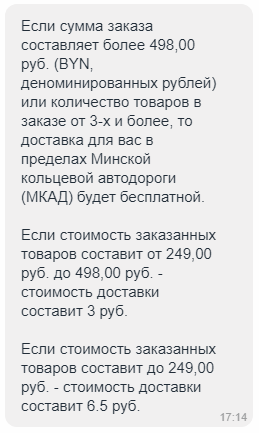 Если сумма заказа
составляет более 498,00
руб. (BYN,
деноминированных рублей)
или количество товаров в
заказе от 3-х и более, то
доставка для вас в
пределах Минской
кольцевой автодороги
(МКАД) будет бесплатной.
Если стоимость заказанных
товаров составит от 249,00
руб. до 498,00 руб. -
стоимость доставки
составит 3 руб.
Если стоимость заказанных
товаров составит до 249,00
руб. - стоимость доставки
составит 6.5 руб.
17:14